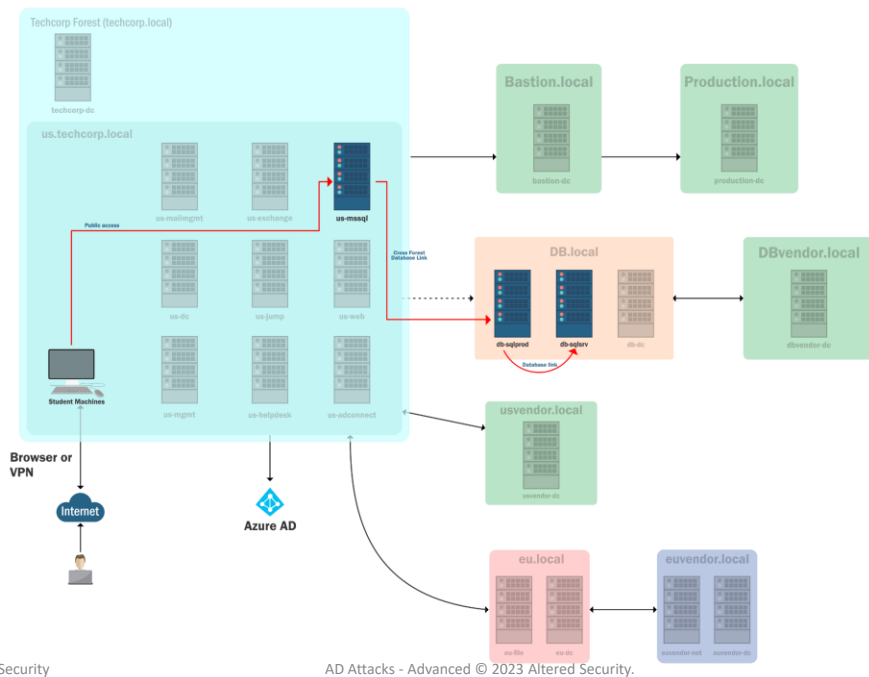 Techcorp Forest (techcorp.local)
techcorp-dc
us.techcorp.local
us-mailmgmt
us-exchange
us-mssql
Public access
Cross Forest
Database Link
us-dc
us-jump
us-web
Student Machines
us-mgmt
us-helpdesk
us-adconnect
Bastion.local
bastion-dc
Production.local
production-dc
DB.local
db-sqlprod
db-sqlsrv
db-dc
Database link
DBvendor.local
dbvendor-dc
usvendor.local
usvendor-dc
Browser or
VPN
Internet
Azure AD
eu.local
eu-file
eu-dc
euvendor.local
euvendor-net
euvendor-dc
Security
AD Attacks - Advanced © 2023 Altered Security.